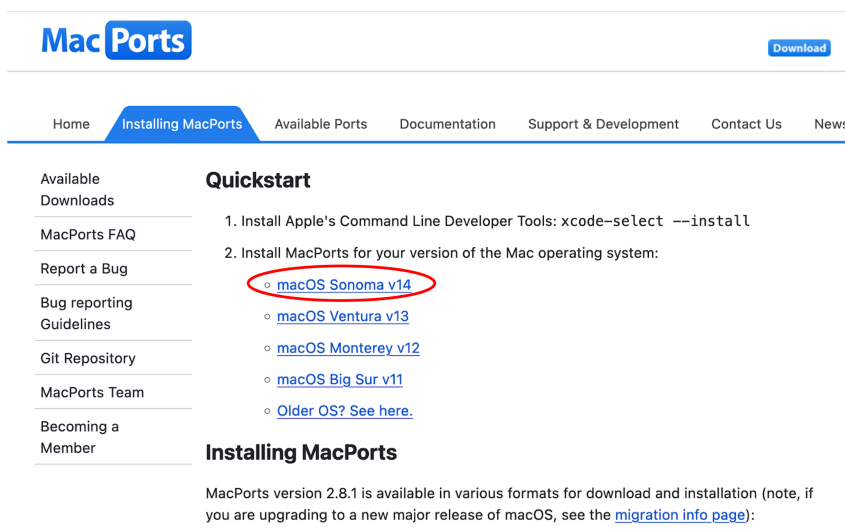 Mac Ports
Download
Home
Installing MacPorts
Available Ports
Documentation
Support & Development
Contact Us
News
Available
Downloads
MacPorts FAQ
Report a Bug
Bug reporting
Guidelines
Git Repository
MacPorts Team
Becoming a
Member
Quickstart
1. Install Apple's Command Line Developer Tools: xcode-select --install
2. Install MacPorts for your version of the Mac operating system:
macOS Sonoma v14
macOS Ventura v13
macOS Monterey v12
macOS Big Sur v11
Older OS? See here.
Installing MacPorts
MacPorts version 2.8.1 is available in various formats for download and installation (note, if
you are upgrading to a new major release of macOS, see the migration info page):